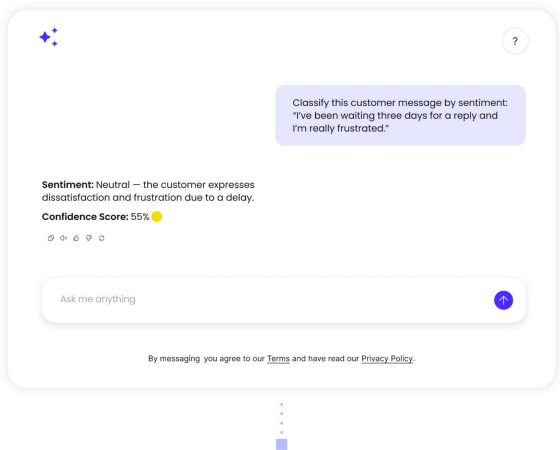 ?
Classify this customer message by sentiment:
“I’ve been waiting three days for a reply and
I’m really frustrated.”
Sentiment: Neutral — the customer expresses
dissatisfaction and frustration due to a delay.
Confidence Score: 55%
Ask me anything
By messaging you agree to our Terms and have read our Privacy Policy.